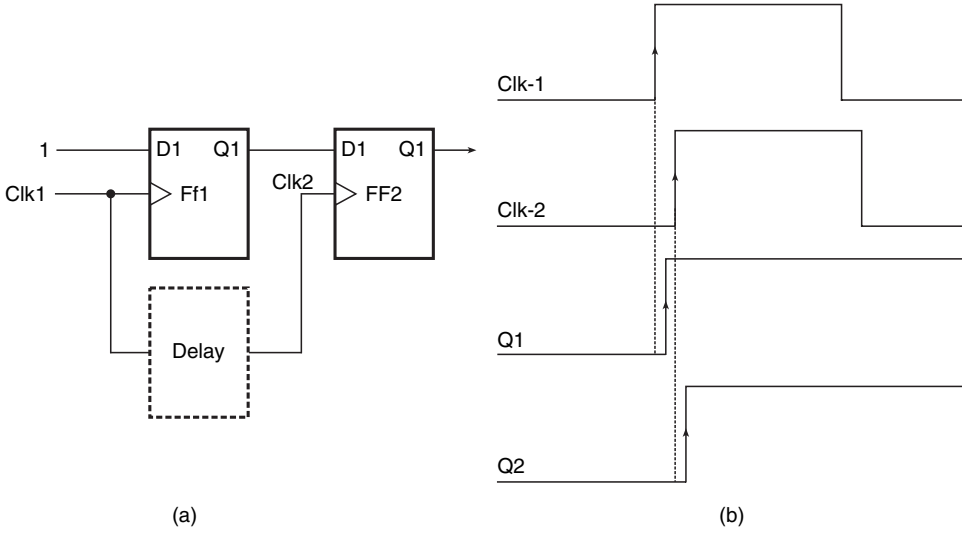 1
D1 Q1
Clk1
Ff1
Clk2
D1 Q1
FF2
Delay
(a)
Clk-1
Clk-2
Q1
Q2
(b)